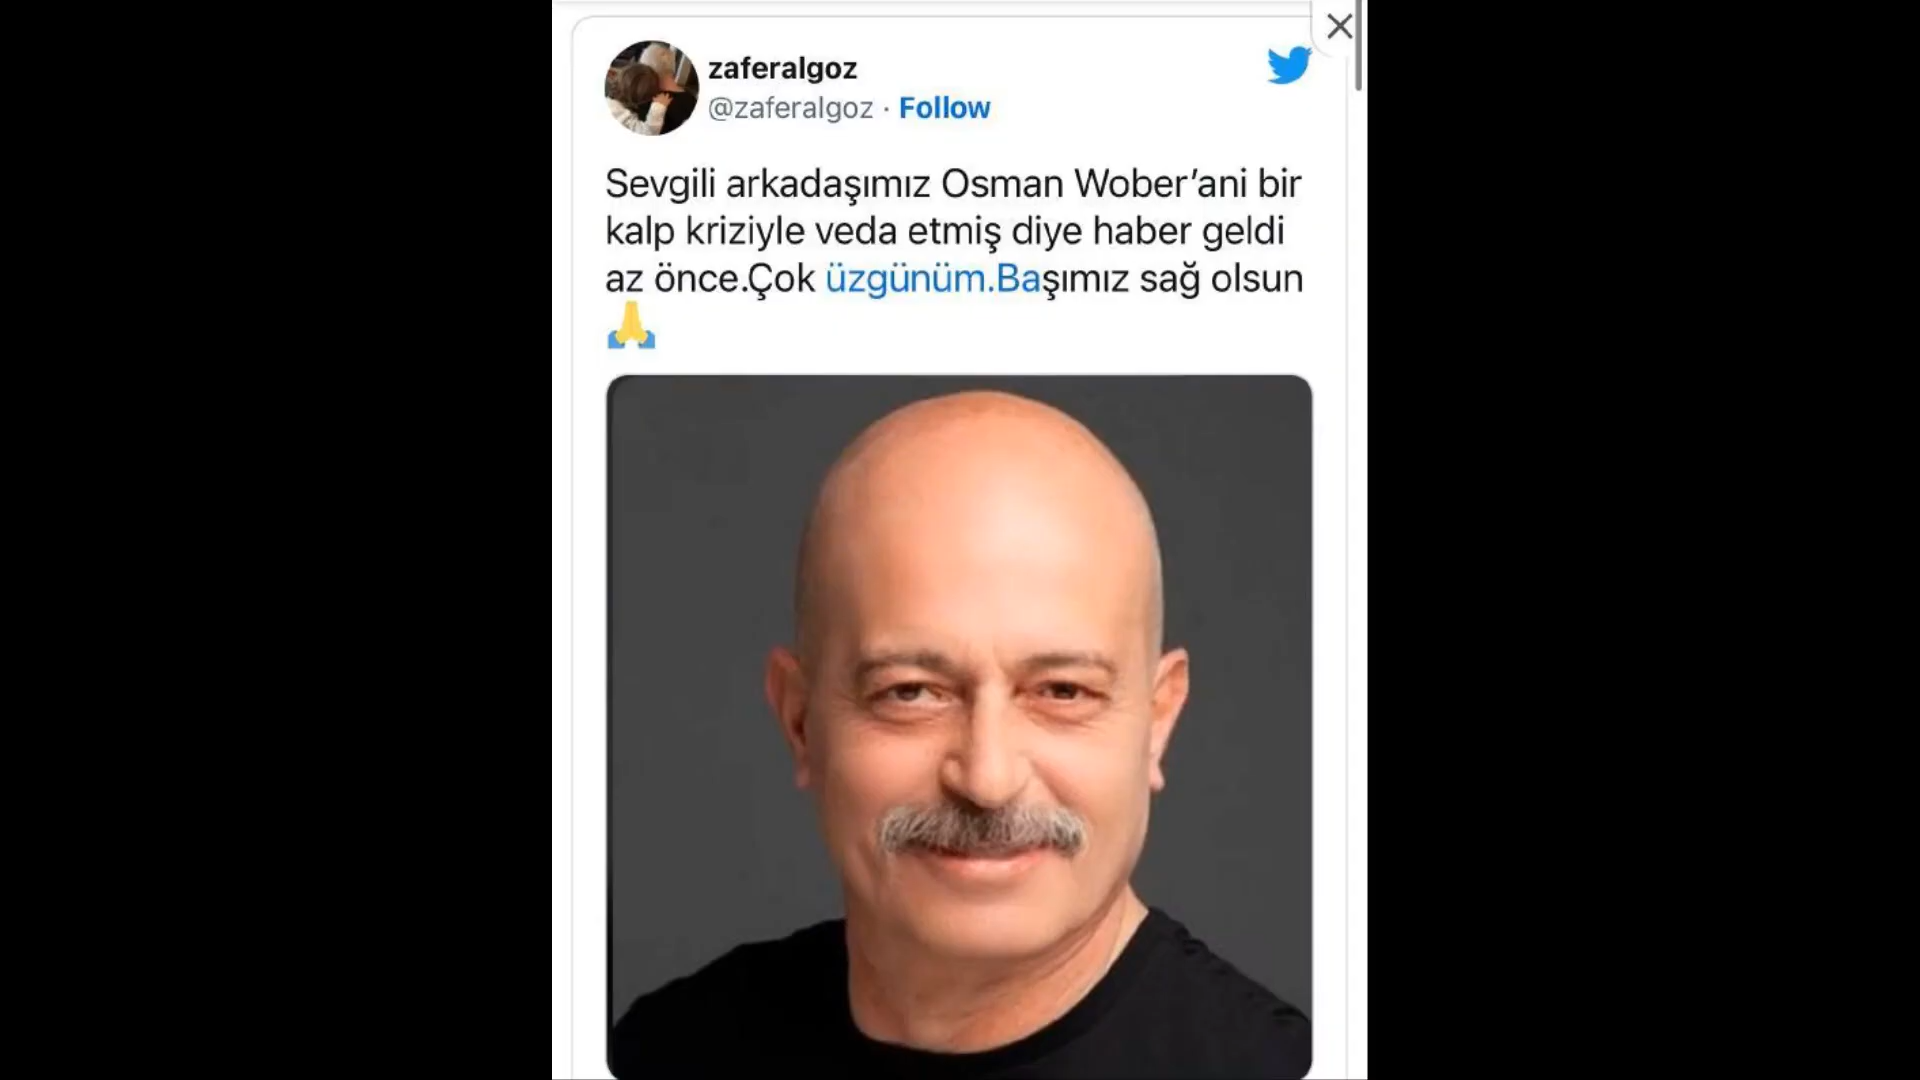 zaferalgoz
@zaferalgoz · Follow
Sevgili arkadaşımız Osman Wober’ani bir
kalp kriziyle veda etmiş diye haber geldi
az önce.Çok üzgünüm.Başımız sağ olsun
🙏